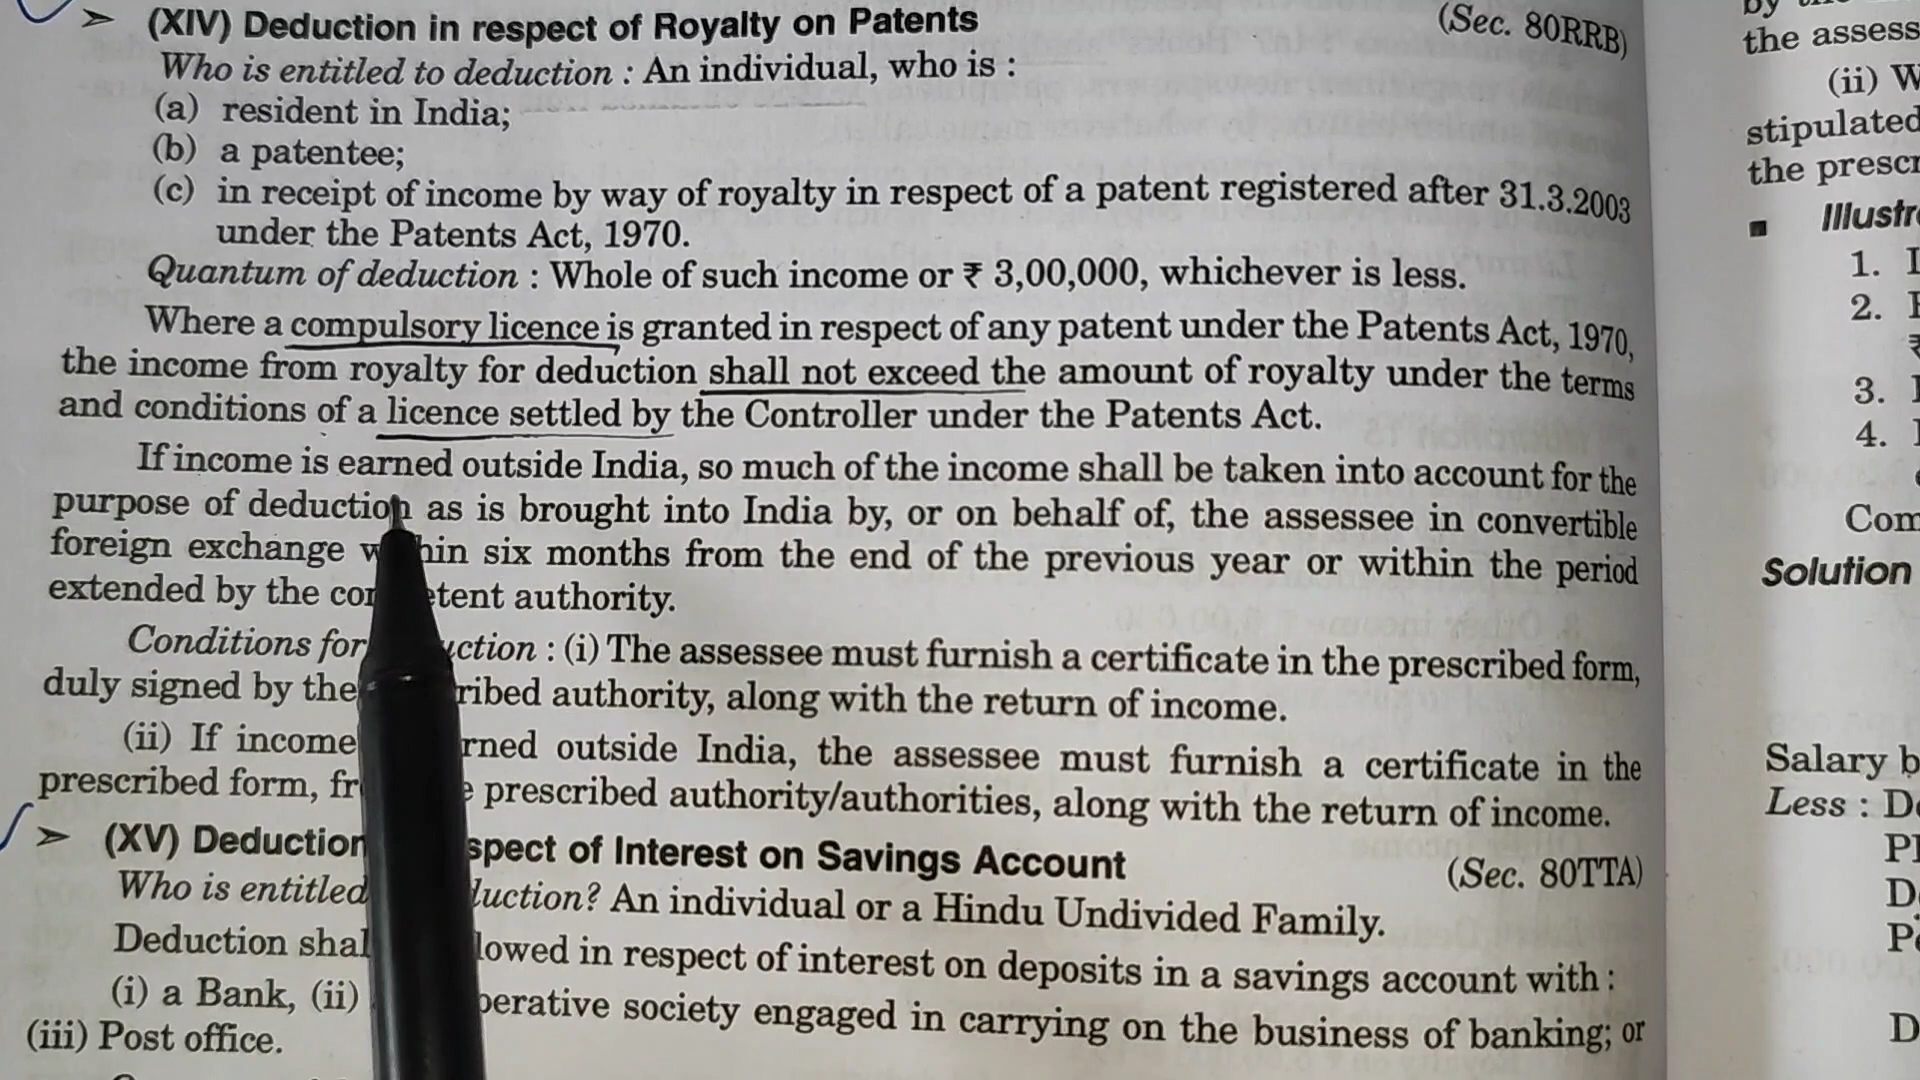 ➢ (XIV) Deduction in respect of Royalty on Patents (Sec. 80RRB)
Who is entitled to deduction : An individual, who is :
(a) resident in India;
(b) a patentee;
(c) in receipt of income by way of royalty in respect of a patent registered after 31.3.2003
under the Patents Act, 1970.
Quantum of deduction : Whole of such income or ₹ 3,00,000, whichever is less.
Where a compulsory licence is granted in respect of any patent under the Patents Act, 1970,
the income from royalty for deduction shall not exceed the amount of royalty under the terms
and conditions of a licence settled by the Controller under the Patents Act.
If income is earned outside India, so much of the income shall be taken into account for the
purpose of deduction as is brought into India by, or on behalf of, the assessee in convertible
foreign exchange within six months from the end of the previous year or within the period
extended by the competent authority.
Conditions for uction : (i) The assessee must furnish a certificate in the prescribed form,
duly signed by the ribed authority, along with the return of income.
(ii) If income rned outside India, the assessee must furnish a certificate in the
prescribed form, fr e prescribed authority/authorities, along with the return of income.
➢ (XV) Deduction spect of Interest on Savings Account (Sec. 80TTA)
Who is entitled luction? An individual or a Hindu Undivided Family.
Deduction shal lowed in respect of interest on deposits in a savings account with :
(i) a Bank, (ii) perative society engaged in carrying on the business of banking; or
(iii) Post office.
the assess
(ii) W
stipulated
the prescr
■ Illustr
1. I
2.
3.
4.
Com
Solution
Salary b
Less : De
Pl
D
P
D